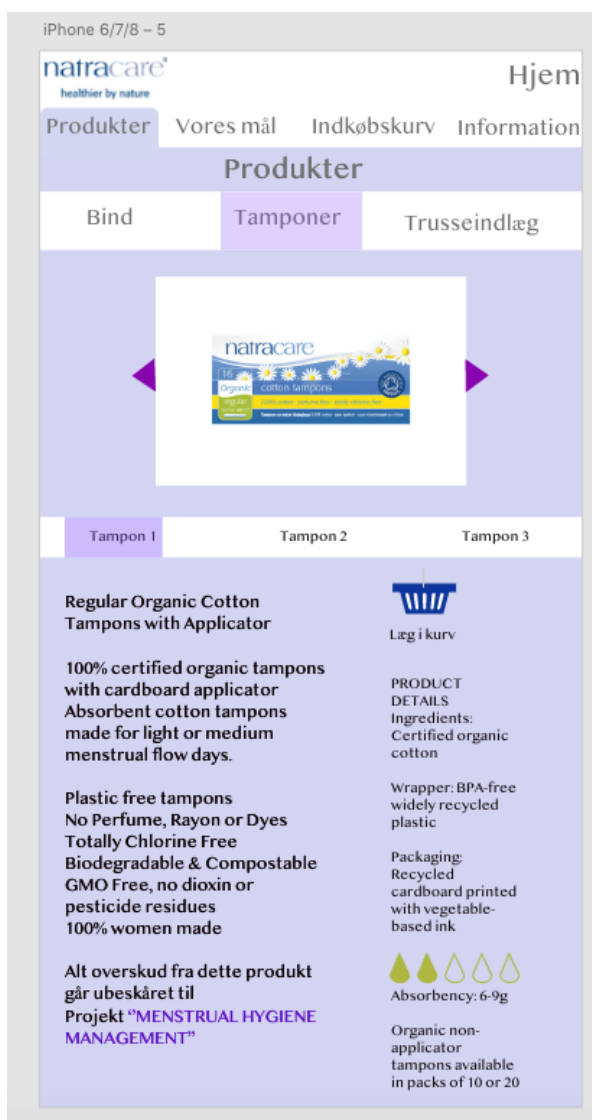 iPhone 6/7/8 – 5
natracare®
healthier by nature
Hjem
Produkter Vores mål Indkøbskurv Information
Produkter
Bind Tamponer Trusseindlæg
natracare
16
Organic cotton tampons
regular
Tampon 1 Tampon 2 Tampon 3
Regular Organic Cotton
Tampons with Applicator
100% certified organic tampons
with cardboard applicator
Absorbent cotton tampons
made for light or medium
menstrual flow days.
Plastic free tampons
No Perfume, Rayon or Dyes
Totally Chlorine Free
Biodegradable & Compostable
GMO Free, no dioxin or
pesticide residues
100% women made
Alt overskud fra dette produkt
går ubeskåret til
Projekt “MENSTRUAL HYGIENE
MANAGEMENT”
Læg i kurv
PRODUCT
DETAILS
Ingredients:
Certified organic
cotton
Wrapper: BPA-free
widely recycled
plastic
Packaging:
Recycled
cardboard printed
with vegetable-
based ink
Absorbency: 6-9g
Organic non-
applicator
tampons available
in packs of 10 or 20